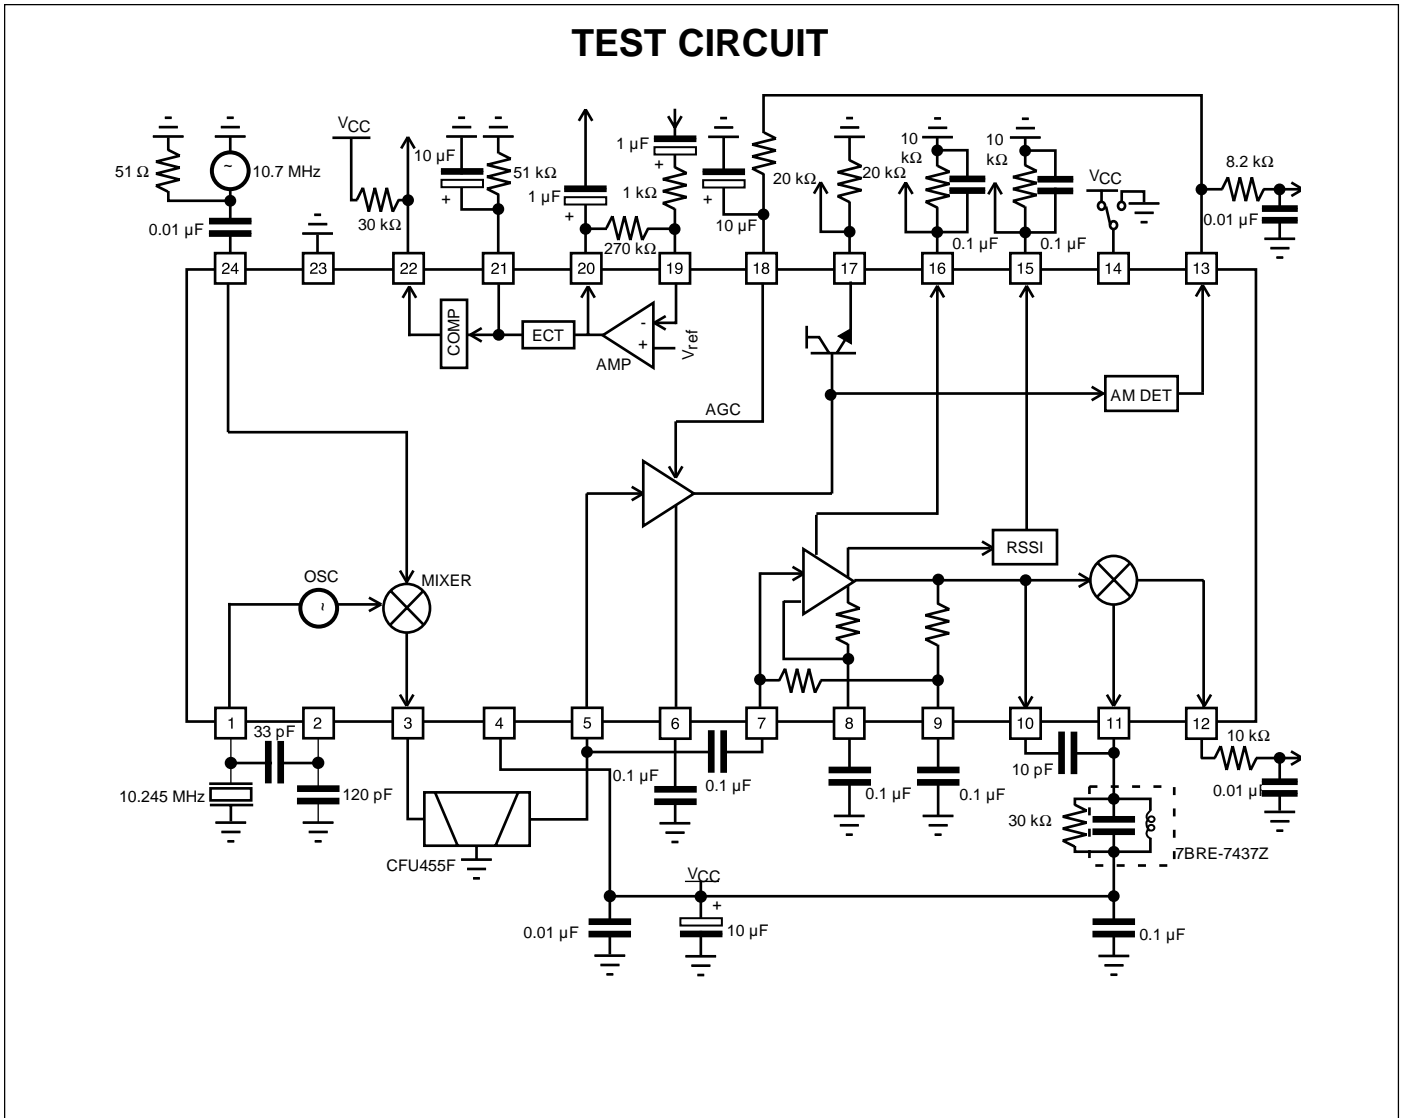 TEST CIRCUIT
51 Ω
~
10.7 MHz
0.01 µF
VCC
30 kΩ
10 µF
+
51 kΩ
1 µF
+
270 kΩ
1 µF
+
1 kΩ
10 µF
+
20 kΩ
20 kΩ
10 kΩ
0.1 µF
10 kΩ
0.1 µF
VCC
8.2 kΩ
0.01 µF
24
23
22
21
20
19
18
17
16
15
14
13
COMP
ECT
AMP
-
+
Vref
AGC
AM DET
RSSI
OSC
~
MIXER
1
2
3
4
5
6
7
8
9
10
11
12
33 pF
10.245 MHz
120 pF
CFU455F
0.1 µF
0.1 µF
0.1 µF
0.1 µF
10 pF
10 kΩ
0.01 µF
30 kΩ
7BRE-7437Z
VCC
+
0.01 µF
10 µF
0.1 µF